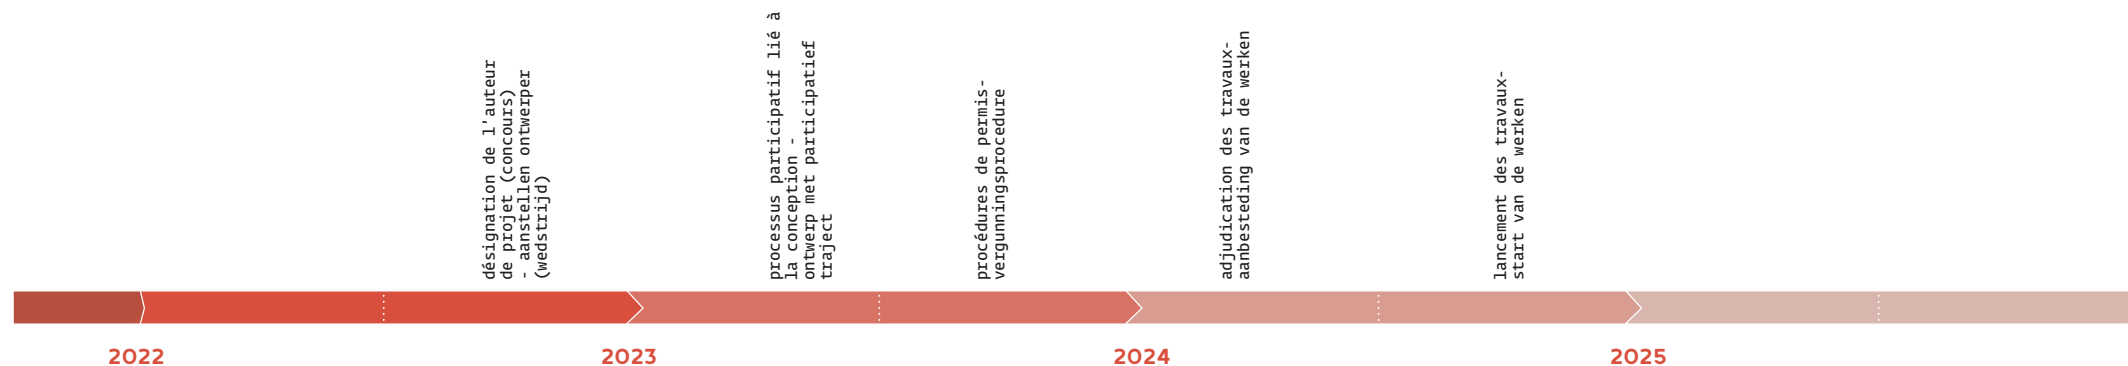 désignation de l'auteur
de projet (concours)
- aanstellen ontwerper
(wedstrijd)
processus participatif lié à
la conception -
ontwerp met participatief
traject
procédures de permis-
vergunningsprocedure
adjudication des travaux-
aanbesteding van de werken
lancement des travaux-
start van de werken
2022
2023
2024
2025